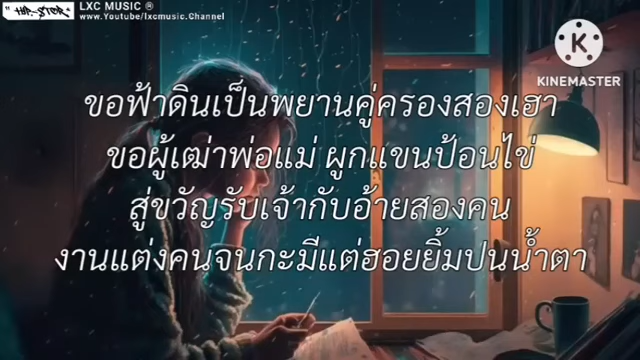 "HIP-STER"
LXC MUSIC ®
www.Youtube/lxcmusic.Channel
K
KINEMASTER
ขอฟ้าดินเป็นพยานคู่ครองสองเฮา
ขอผู้เฒ่าพ่อแม่ ผูกแขนป้อนไข่
สู่ขวัญรับเจ้ากับอ้ายสองคน
งานแต่งคนจนกะมีแต่ฮอยยิ้มปนน้ำตา